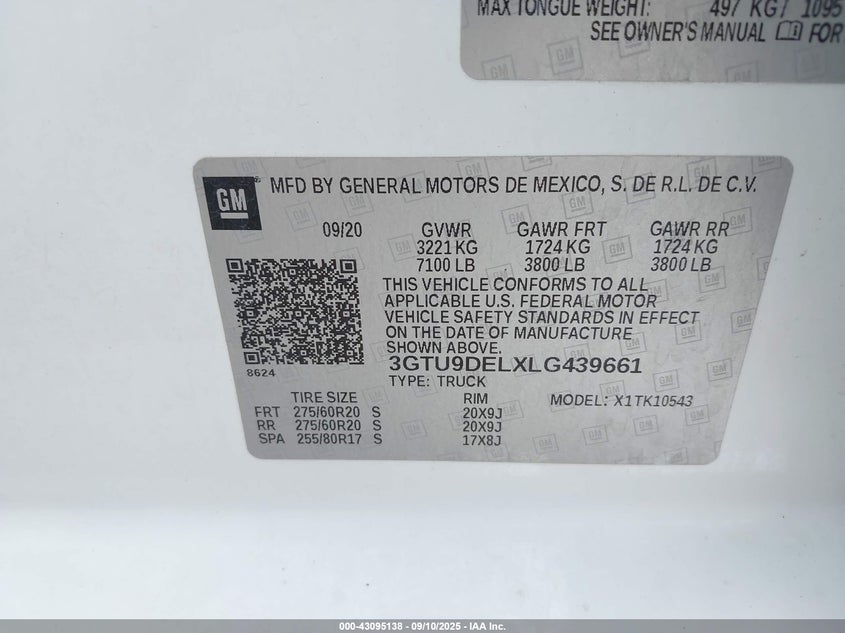 MAX TONGUE WEIGHT: 497 KG/ 1095
SEE OWNER'S MANUAL FOR
GM
MFD BY GENERAL MOTORS DE MEXICO, S. DE R.L. DE C.V.
09/20 GVWR GAWR FRT GAWR RR
3221 KG 1724 KG 1724 KG
7100 LB 3800 LB 3800 LB
THIS VEHICLE CONFORMS TO ALL
APPLICABLE U.S. FEDERAL MOTOR
VEHICLE SAFETY STANDARDS IN EFFECT
ON THE DATE OF MANUFACTURE
SHOWN ABOVE.
3GTU9DELXLG439661
8624
TYPE: TRUCK
TIRE SIZE RIM MODEL: X1TK10543
FRT 275/60R20 S 20X9J
RR 275/60R20 S 20X9J
SPA 255/80R17 S 17X8J
000-43095138 - 09/10/2025 - IAA Inc.